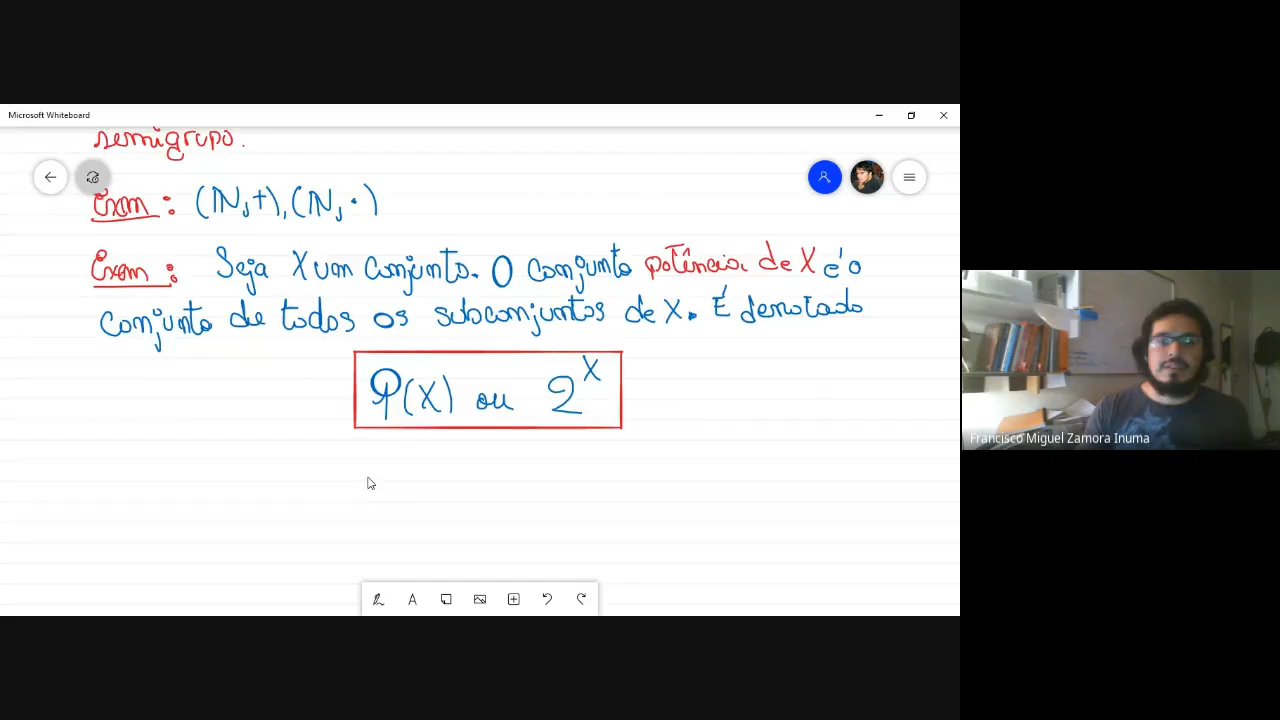 Microsoft Whiteboard
semigrupo.
Exem: (ℕ,+), (ℕ,·)
Exem: Seja X um conjunto. O conjunto potência de X é o
conjunto de todos os subconjuntos de X. É denotado
P(X) ou 2^X
A
Francisco Miguel Zamora Inuma